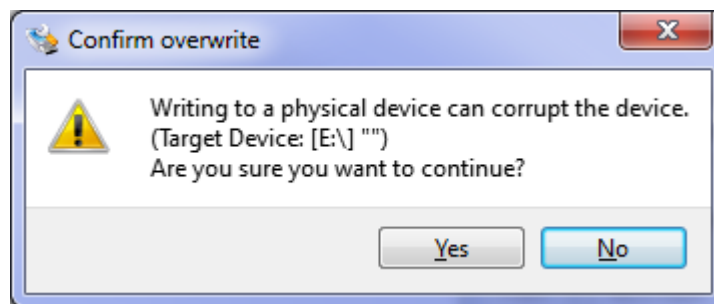 Confirm overwrite
Writing to a physical device can corrupt the device.
(Target Device: [E:\] "")
Are you sure you want to continue?
Yes
No